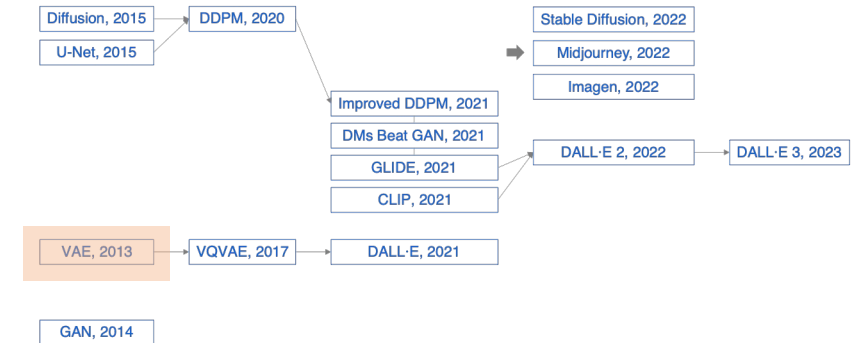 Diffusion, 2015
DDPM, 2020
Stable Diffusion, 2022
U-Net, 2015
Midjourney, 2022
Imagen, 2022
Improved DDPM, 2021
DMs Beat GAN, 2021
GLIDE, 2021
DALL·E 2, 2022
DALL·E 3, 2023
CLIP, 2021
VAE, 2013
VQVAE, 2017
DALL·E, 2021
GAN, 2014